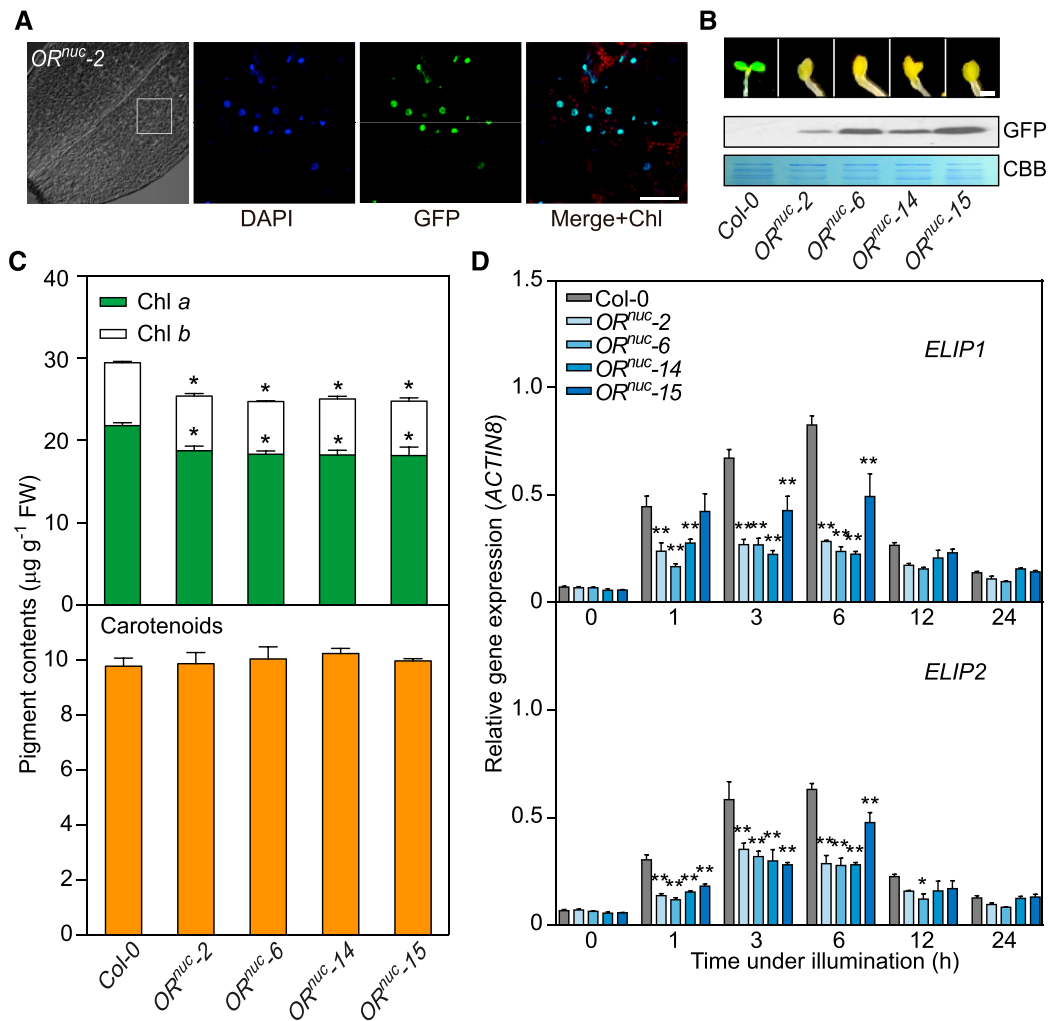 A
OR^nuc-2
DAPI
GFP
Merge+Chl
B
GFP
CBB
Col-0
OR^nuc-2
OR^nuc-6
OR^nuc-14
OR^nuc-15
C
Pigment contents (µg g⁻¹ FW)
40
30
20
10
0
Chl a
Chl b
* * * *
* * * *
Carotenoids
10
8
6
4
2
0
Col-0
OR^nuc-2
OR^nuc-6
OR^nuc-14
OR^nuc-15
D
Relative gene expression (ACTIN8)
1.5
1.0
0.5
0
Col-0
OR^nuc-2
OR^nuc-6
OR^nuc-14
OR^nuc-15
ELIP1
** ** **
** ** ** **
** ** ** **
0 1 3 6 12 24
ELIP2
1.0
0.5
0
** ** ** **
** ** ** **
** ** ** **
*
0 1 3 6 12 24
Time under illumination (h)